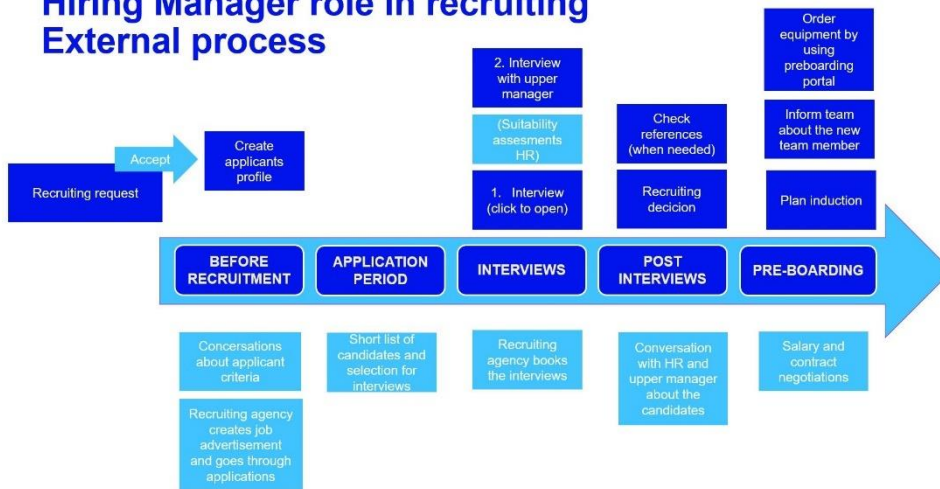 Hiring Manager role in recruiting
External process
Order
equipment by
using
preboarding
portal
2. Interview
with upper
manager
(Suitability
assesments
HR)
Check
references
(when needed)
Inform team
about the new
team member
Accept
Create
applicants
profile
Recruiting request
1. Interview
(click to open)
Recruiting
decicion
Plan induction
BEFORE
RECRUITMENT
APPLICATION
PERIOD
INTERVIEWS
POST
INTERVIEWS
PRE-BOARDING
Concersations
about applicant
criteria
Short list of
candidates and
selection for
interviews
Recruiting
agency books
the interviews
Conversation
with HR and
upper manager
about the
candidates
Salary and
contract
negotiations
Recruiting agency
creates job
advertisement
and goes through
applications